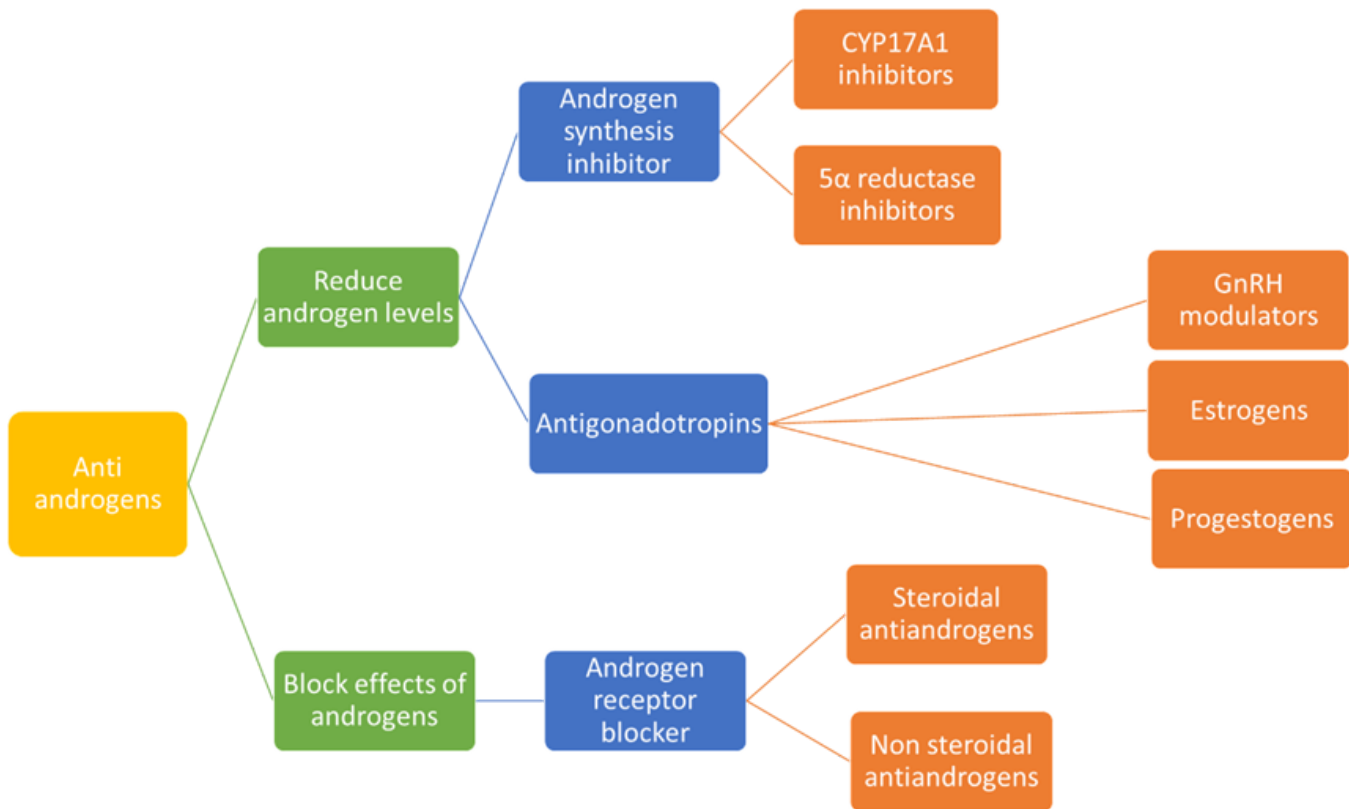 CYP17A1
inhibitors
Androgen
synthesis
inhibitor
5α reductase
inhibitors
Reduce
androgen levels
GnRH
modulators
Antigonadotropins
Estrogens
Anti
androgens
Progestogens
Steroidal
antiandrogens
Block effects of
androgens
Androgen
receptor
blocker
Non steroidal
antiandrogens